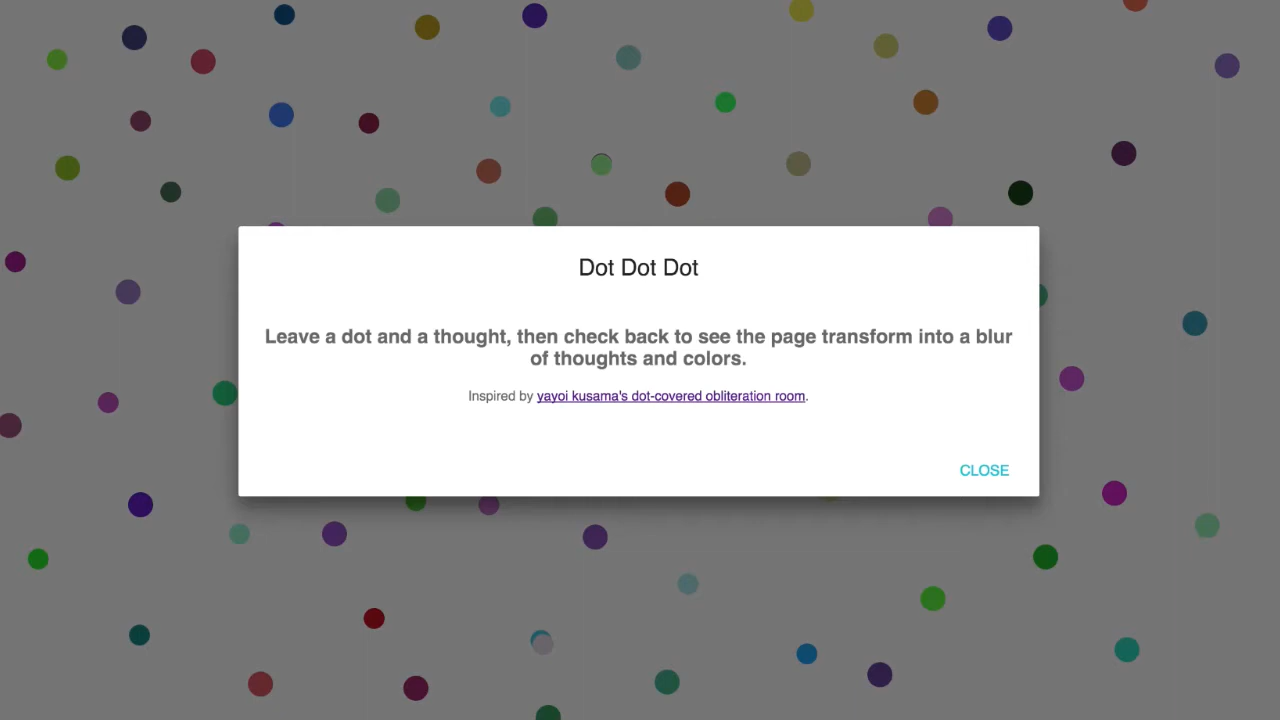 Dot Dot Dot
Leave a dot and a thought, then check back to see the page transform into a blur
of thoughts and colors.
Inspired by yayoi kusama's dot-covered obliteration room.
CLOSE